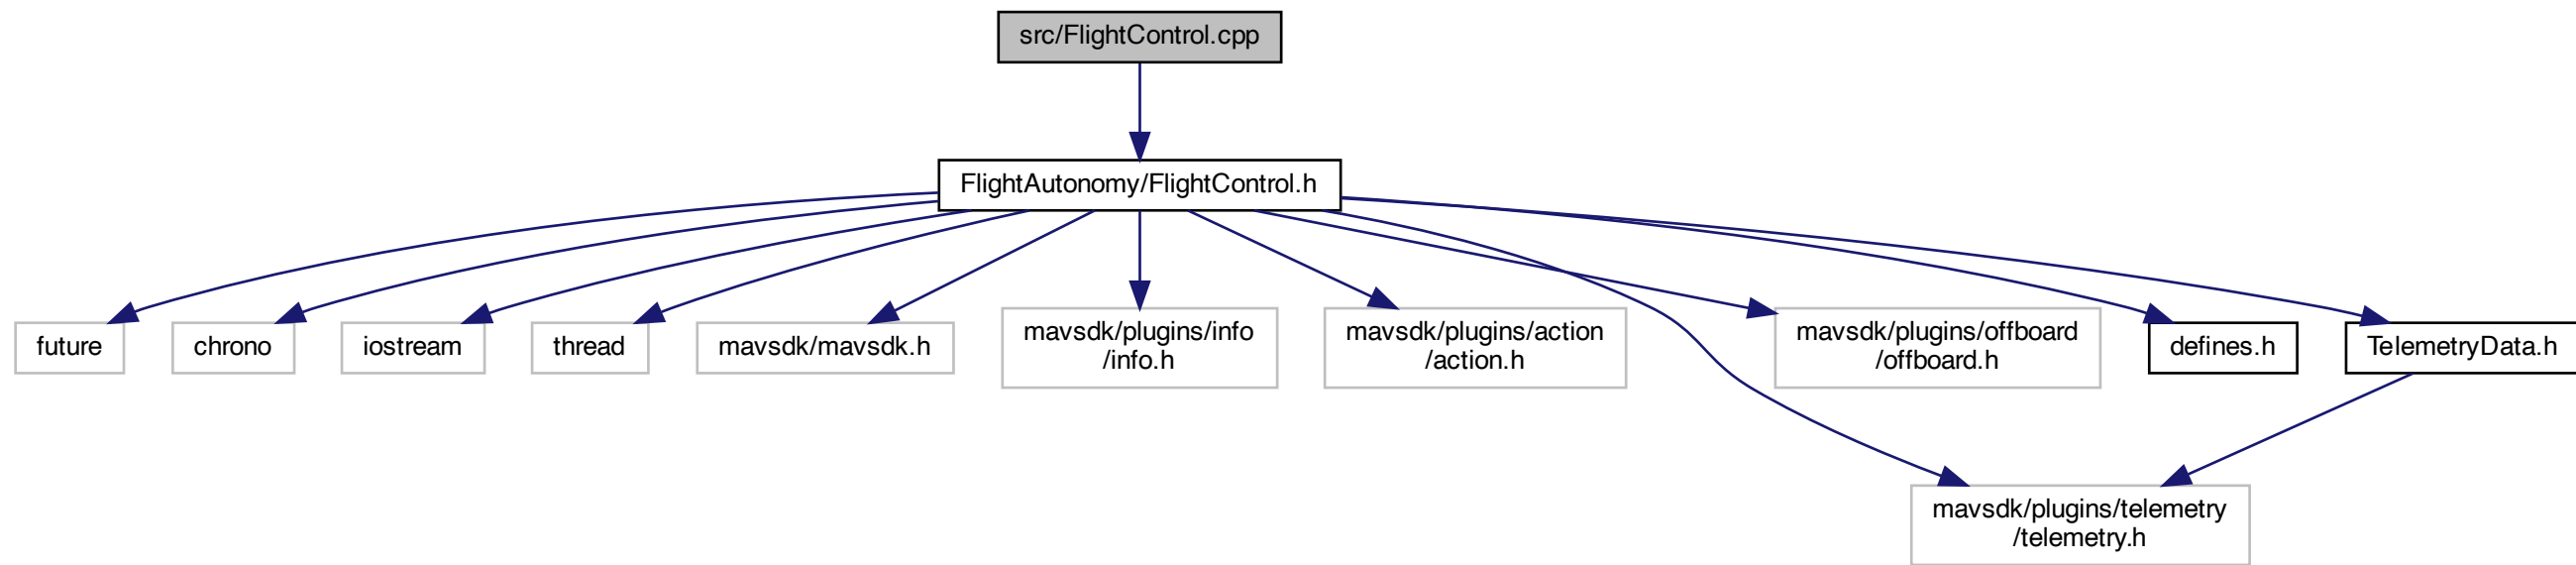 src/FlightControl.cpp
FlightAutonomy/FlightControl.h
future
chrono
iostream
thread
mavsdk/mavsdk.h
mavsdk/plugins/info
/info.h
mavsdk/plugins/action
/action.h
mavsdk/plugins/offboard
/offboard.h
defines.h
TelemetryData.h
mavsdk/plugins/telemetry
/telemetry.h